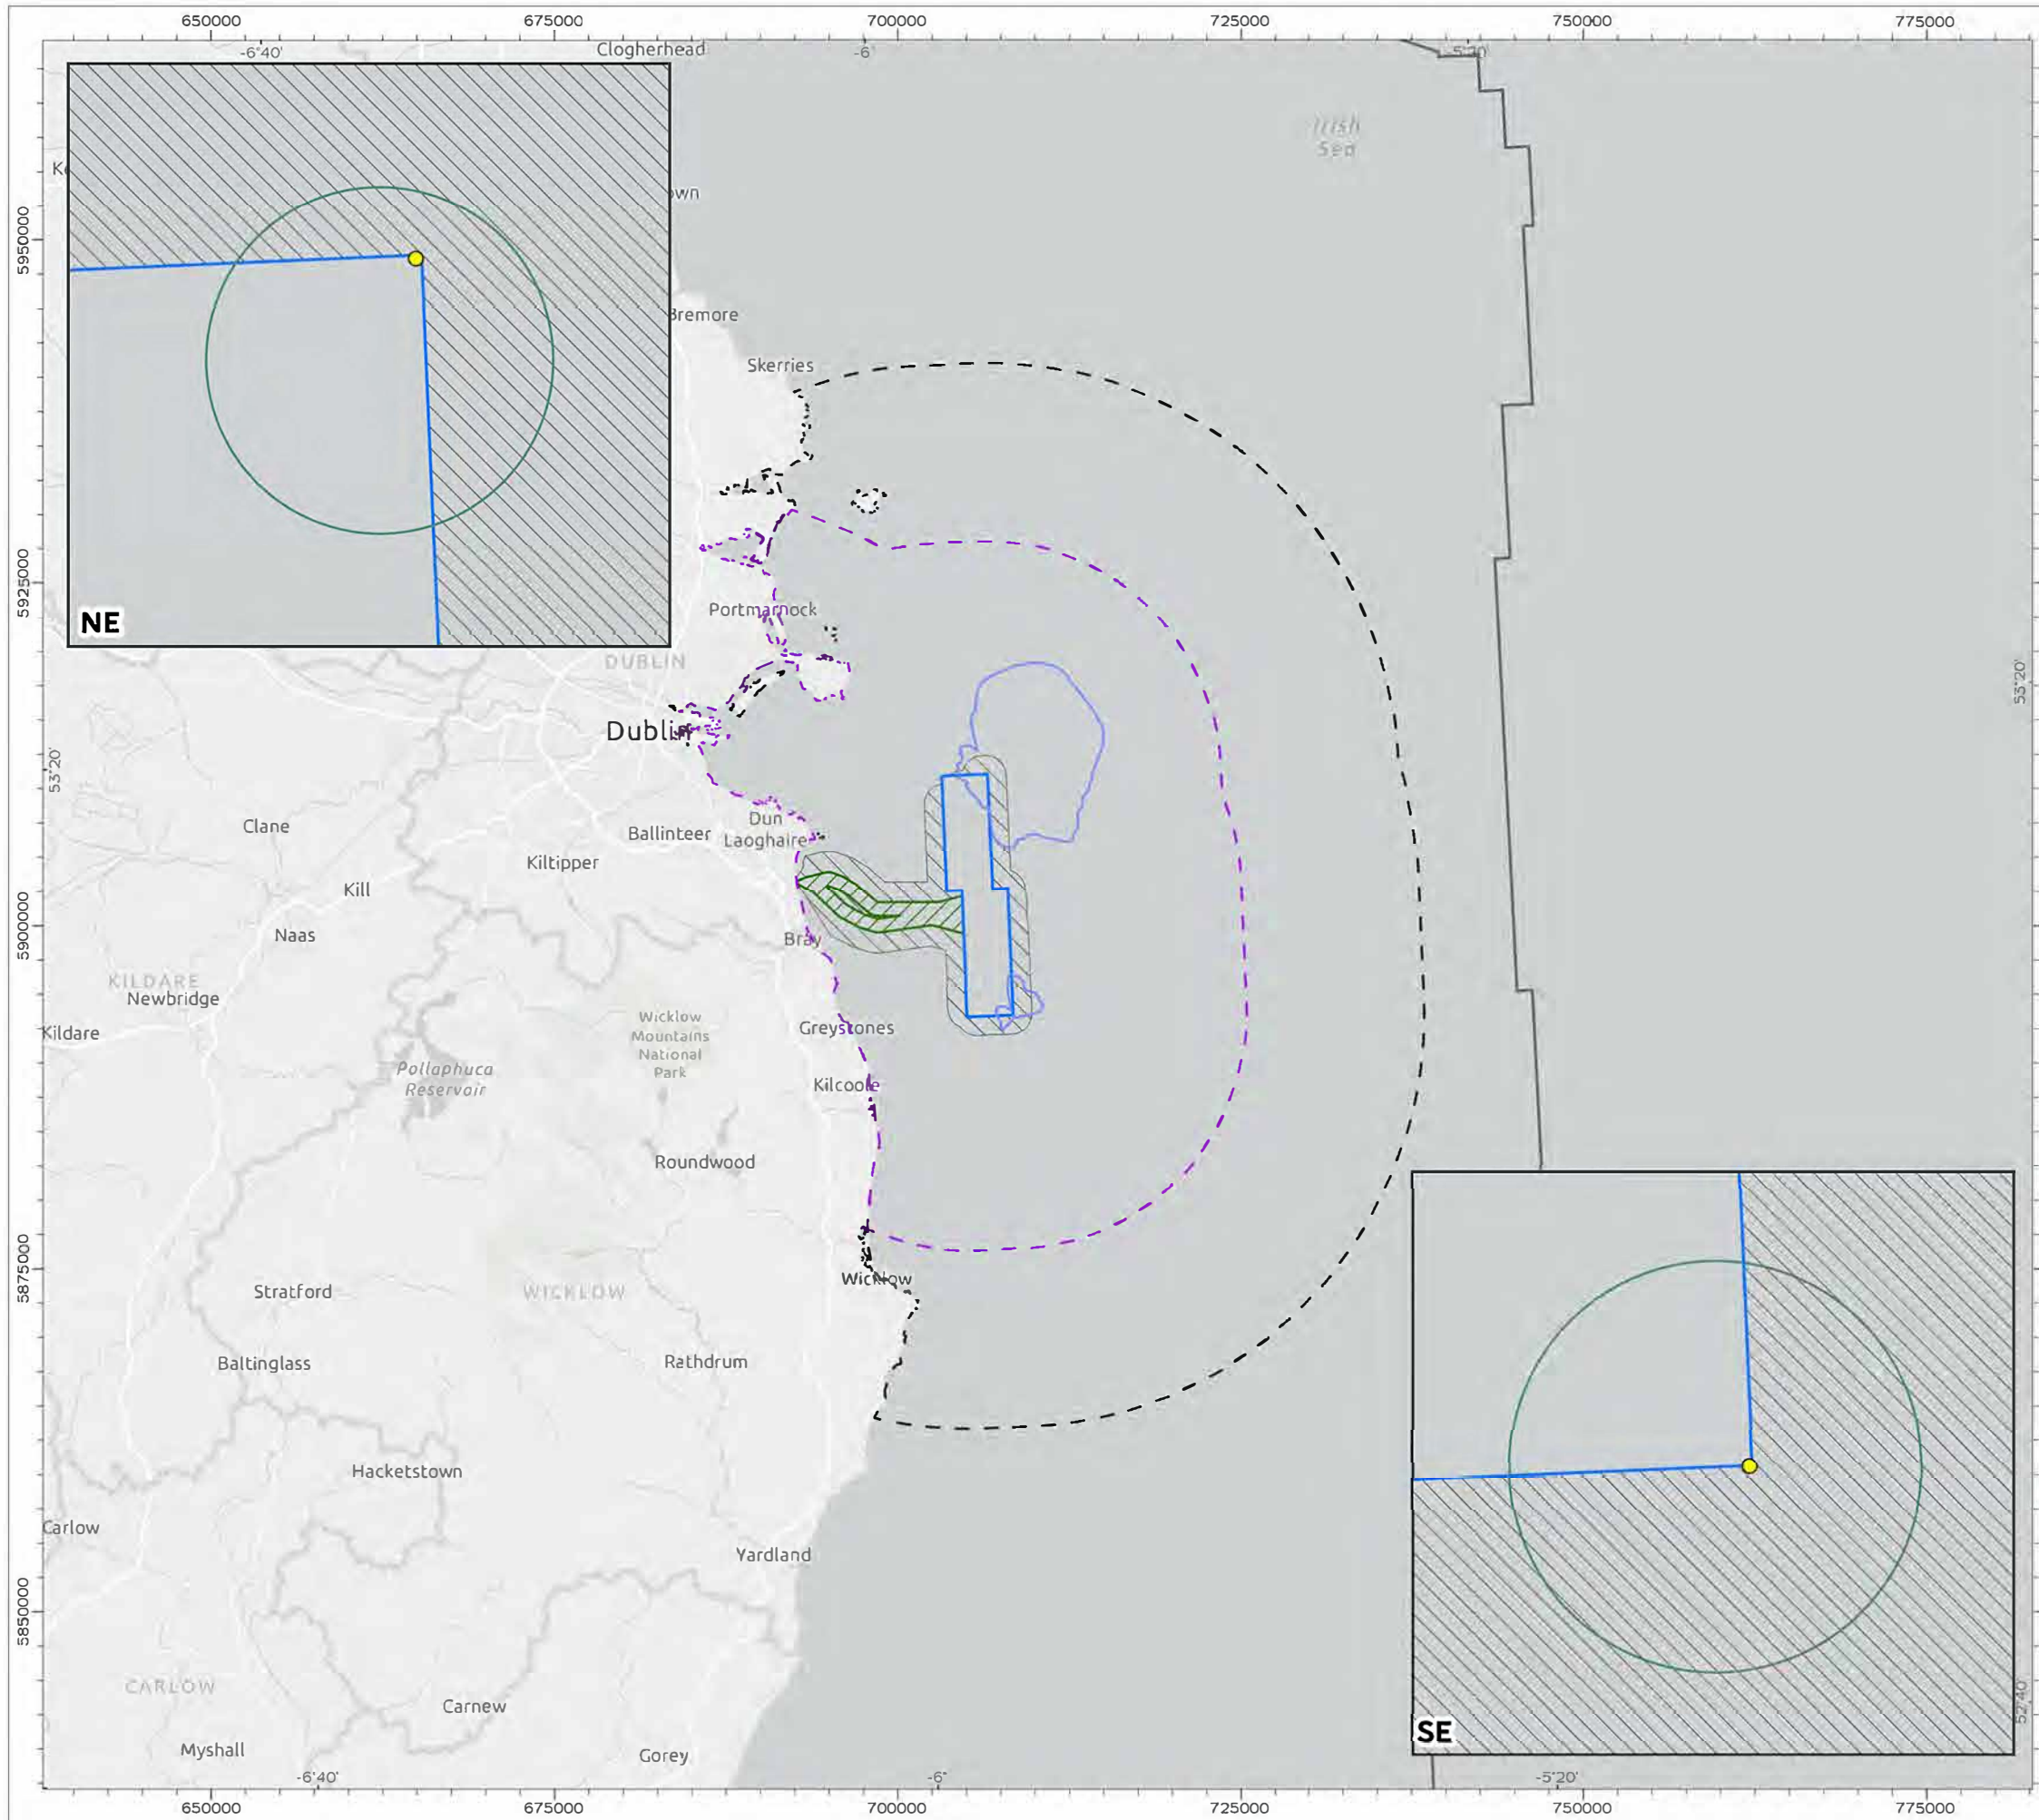 650000
675000
700000
725000
750000
775000
-6°40'
Clogherhead
-6°
Irish
Sea
5950000
Bremore
Skerries
5925000
NE
Portmarnock
DUBLIN
53°20'
Dublin
53°20'
Clane
Ballinteer
Dun
Laoghaire
Kiltipper
Kill
5900000
Naas
Bray
KILDARE
Newbridge
Kildare
Wicklow
Mountains
National
Park
Greystones
Pollaphuca
Reservoir
Kilcoole
Roundwood
5875000
Wicklow
Stratford
WICKLOW
Baltinglass
Rathdrum
Hacketstown
Carlow
Yardland
5850000
CARLOW
Carnew
52°40'
SE
Myshall
Gorey
-6°40'
-6°
-5°20'
650000
675000
700000
725000
750000
775000